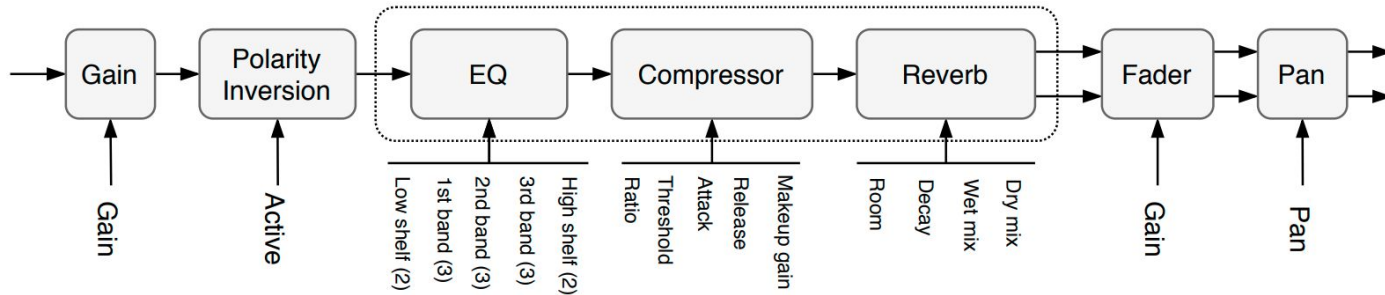 Gain
Polarity
Inversion
EQ
Compressor
Reverb
Fader
Pan
Gain
Active
Low shelf (2)
1st band (3)
2nd band (3)
3rd band (3)
High shelf (2)
Ratio
Threshold
Attack
Release
Makeup gain
Room
Decay
Wet mix
Dry mix
Gain
Pan